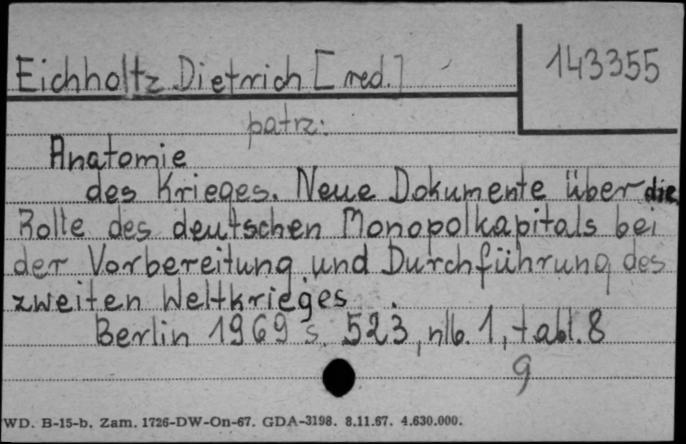 143355
Eichholtz Dietrich [red.]
patrz:
Anatomie
des Krieges. Neue Dokumente über die
Rolle des deutschen Monopolkapitals bei
der Vorbereitung und Durchführung des
zweiten Weltkrieges.
Berlin 1969 s. 523, nlb. 1, tabl. 8
9
WD. B-15-b. Zam. 1726-DW-On-67. GDA-3198. 8.11.67. 4.630.000.